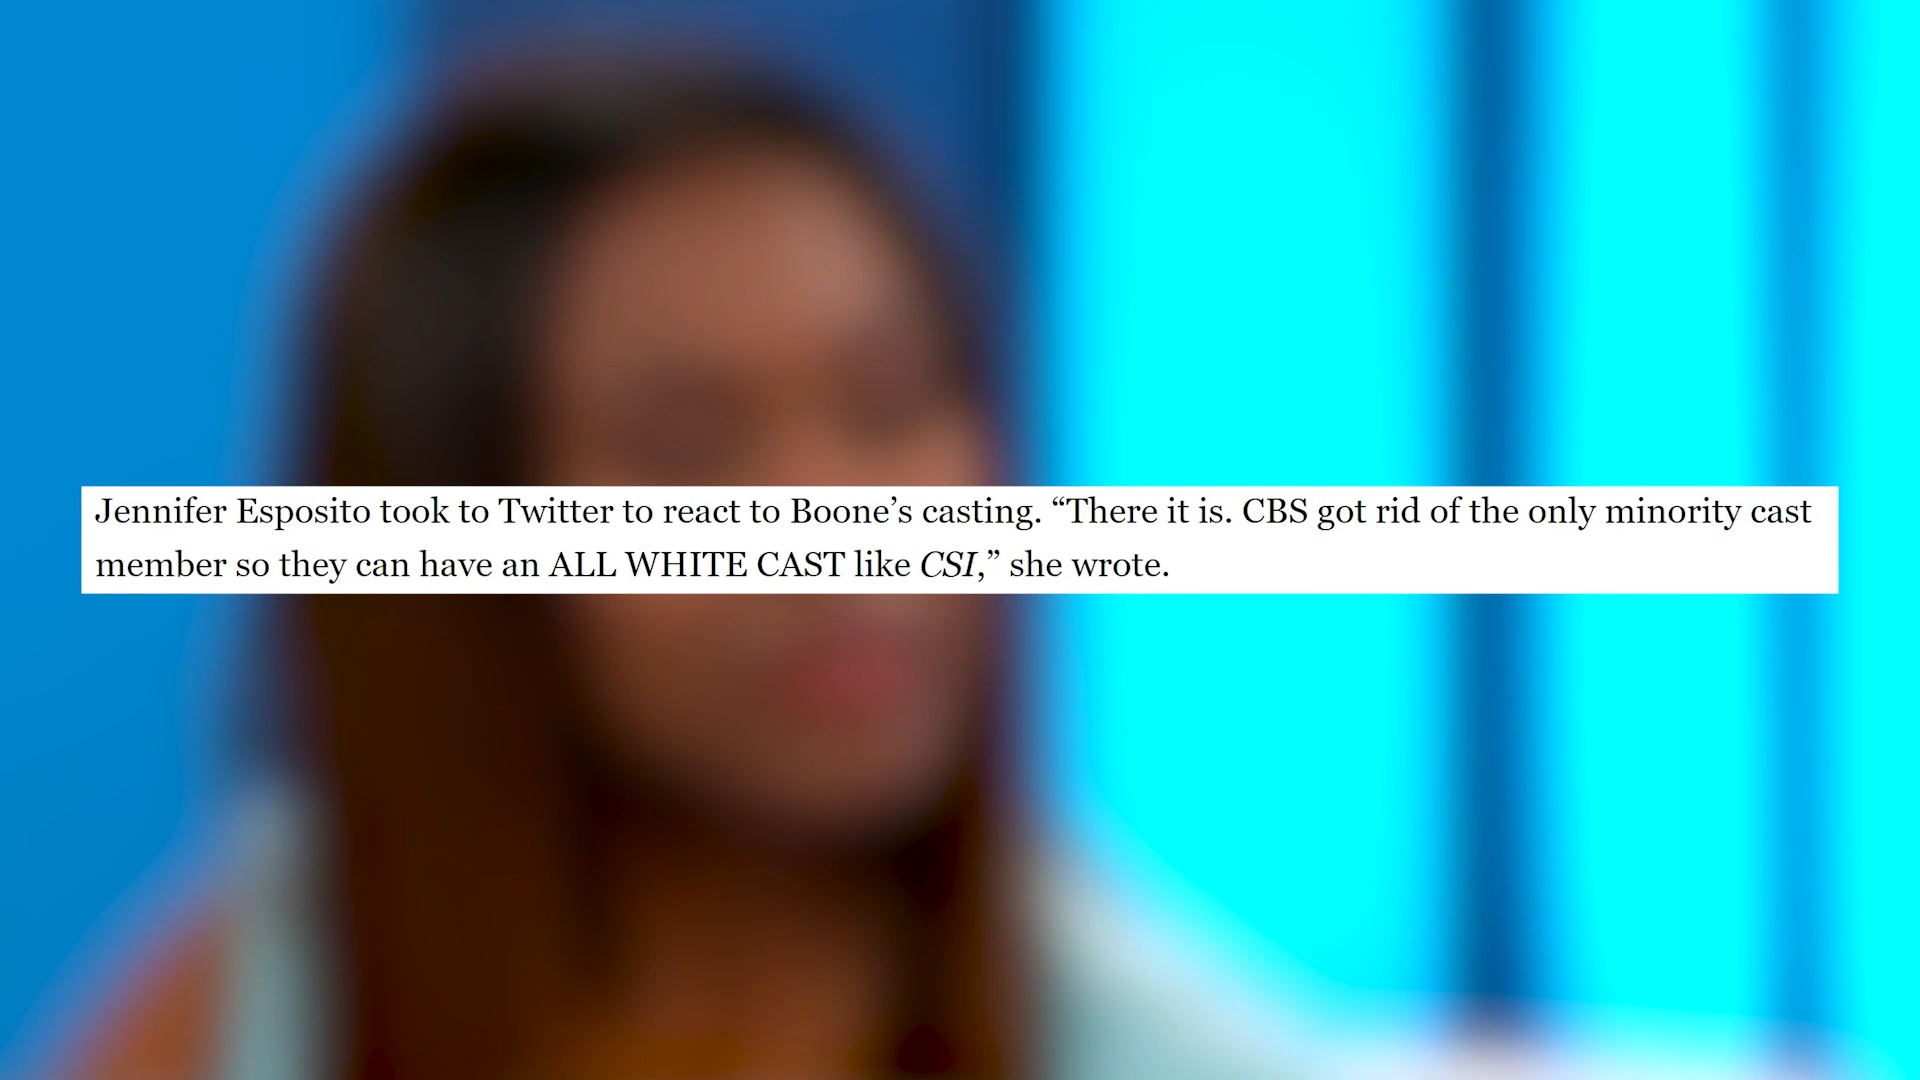 Jennifer Esposito took to Twitter to react to Boone’s casting. “There it is. CBS got rid of the only minority cast
member so they can have an ALL WHITE CAST like CSI,” she wrote.